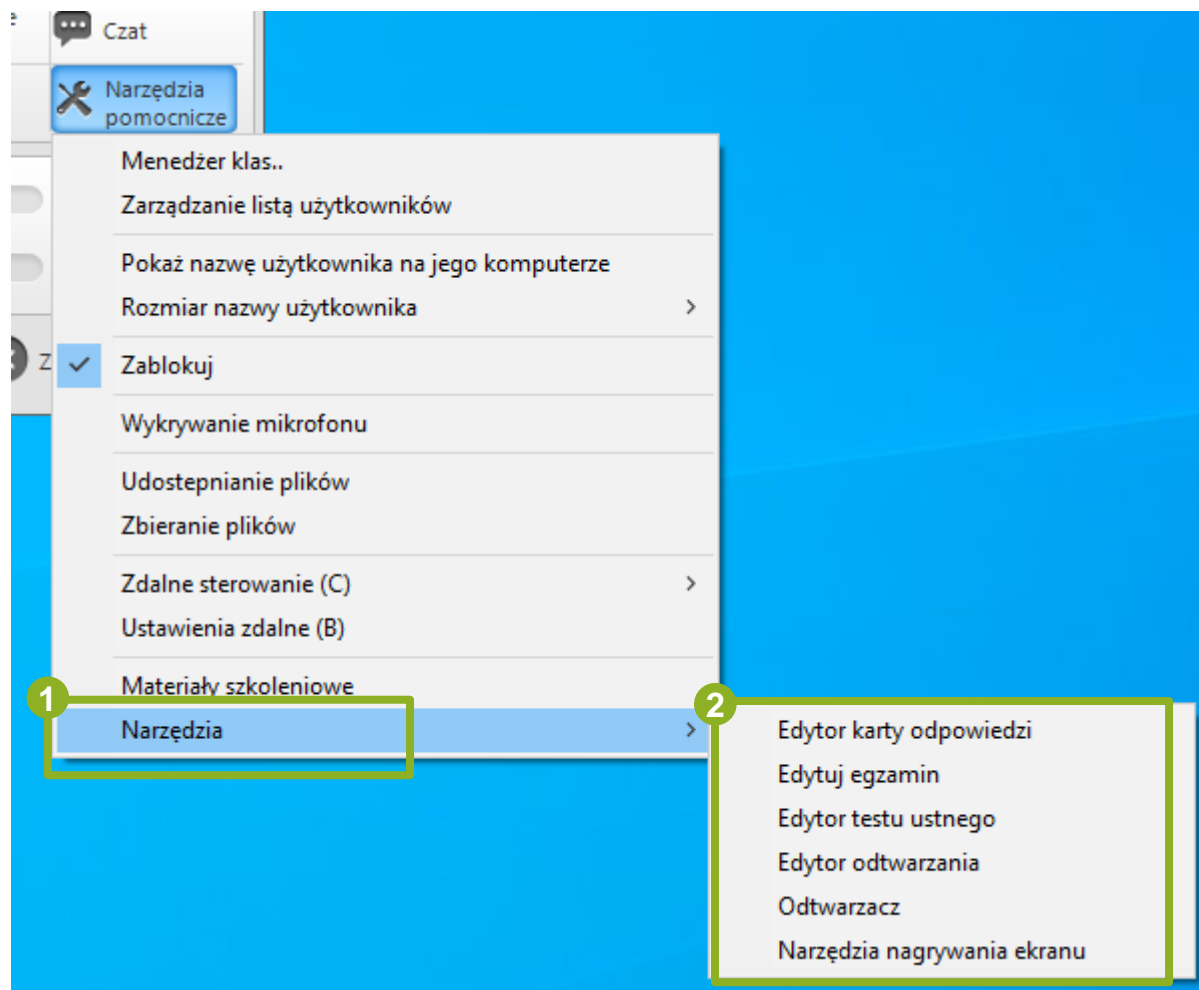 Czat
Narzędzia
pomocnicze
Menedżer klas..
Zarządzanie listą użytkowników
Pokaż nazwę użytkownika na jego komputerze
Rozmiar nazwy użytkownika
Z
Zablokuj
Wykrywanie mikrofonu
Udostepnianie plików
Zbieranie plików
Zdalne sterowanie (C)
Ustawienia zdalne (B)
Materiały szkoleniowe
1
Narzędzia
2
Edytor karty odpowiedzi
Edytuj egzamin
Edytor testu ustnego
Edytor odtwarzania
Odtwarzacz
Narzędzia nagrywania ekranu